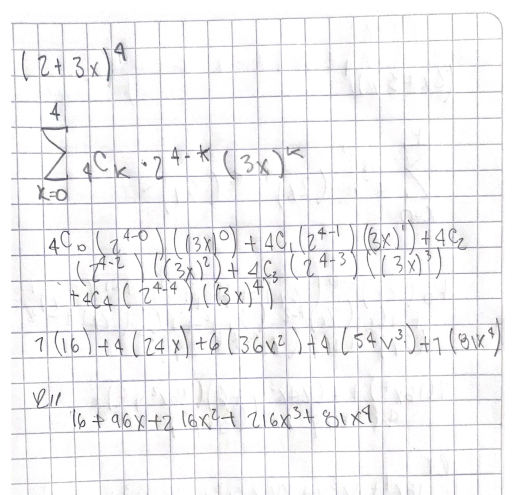 (2+3x)^4
4
∑ 4Cₖ · 2^4-k (3x)^k
k=0
4C₀ (2^4-0) ((3x)^0) + 4C₁ (2^4-1) (3x)^1) + 4C₂
(2^4-2) ((3x)^2) + 4C₃ (2^4-3) ((3x)^3)
+4C₄ (2^4-4) ((3x)^4)
1(16) + 4(24x) + 6(36x²) + 4(54x³) + 1(81x⁴)
R//
16 + 96x + 216x² + 216x³ + 81x⁴